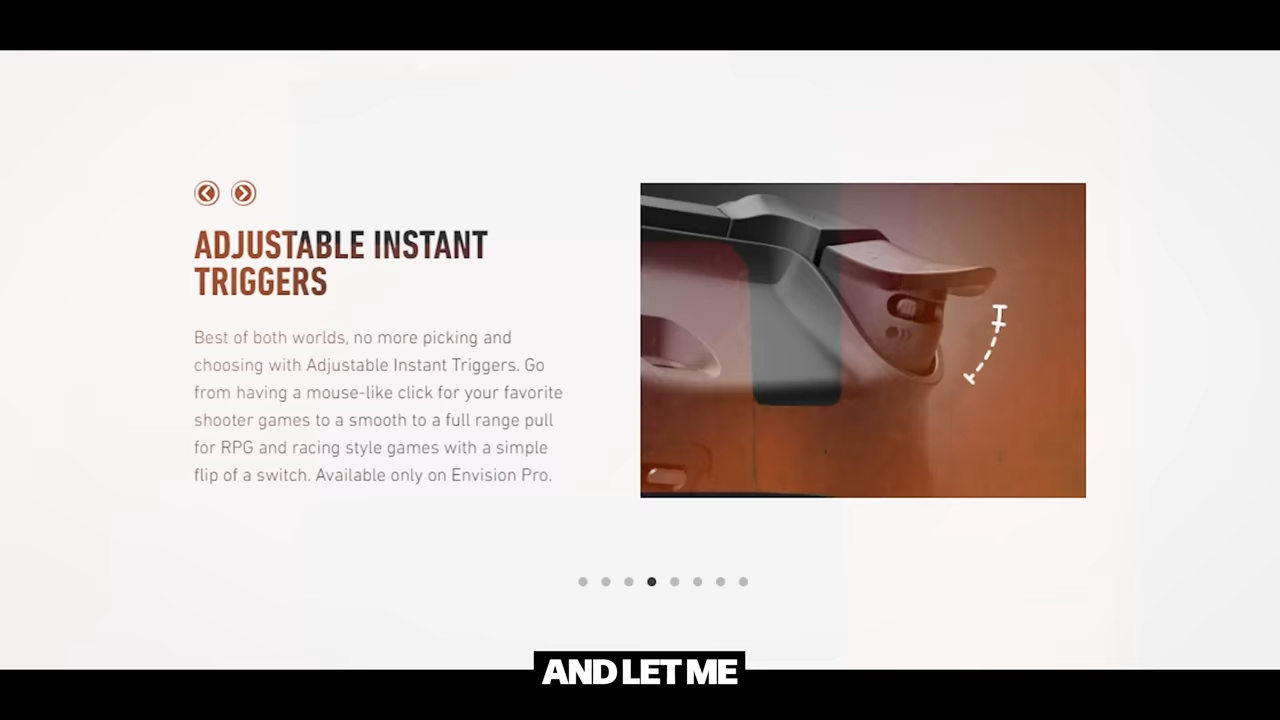 ADJUSTABLE INSTANT
TRIGGERS
Best of both worlds, no more picking and
choosing with Adjustable Instant Triggers. Go
from having a mouse-like click for your favorite
shooter games to a smooth to a full range pull
for RPG and racing style games with a simple
flip of a switch. Available only on Envision Pro.
AND LET ME